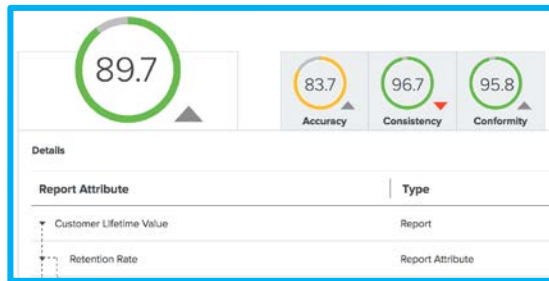 89.7
83.7 96.7 95.8
Accuracy Consistency Conformity
Details
Report Attribute Type
Customer Lifetime Value Report
Retention Rate Report Attribute